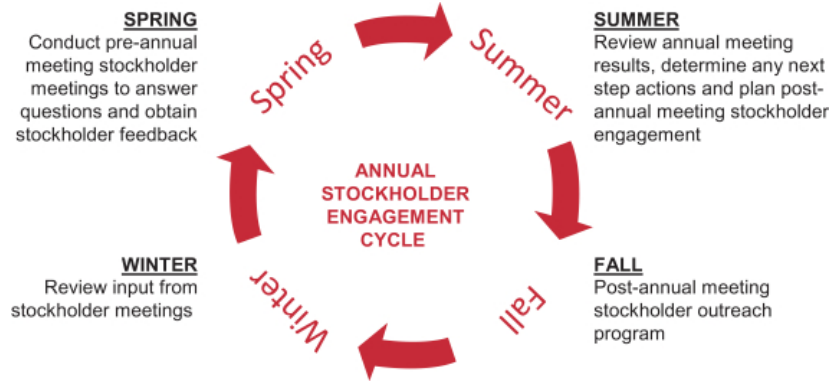 SPRING
Conduct pre-annual
meeting stockholder
meetings to answer
questions and obtain
stockholder feedback
Spring
Summer
SUMMER
Review annual meeting
results, determine any next
step actions and plan post-
annual meeting stockholder
engagement
ANNUAL
STOCKHOLDER
ENGAGEMENT
CYCLE
WINTER
Review input from
stockholder meetings
Winter
Fall
FALL
Post-annual meeting
stockholder outreach
program